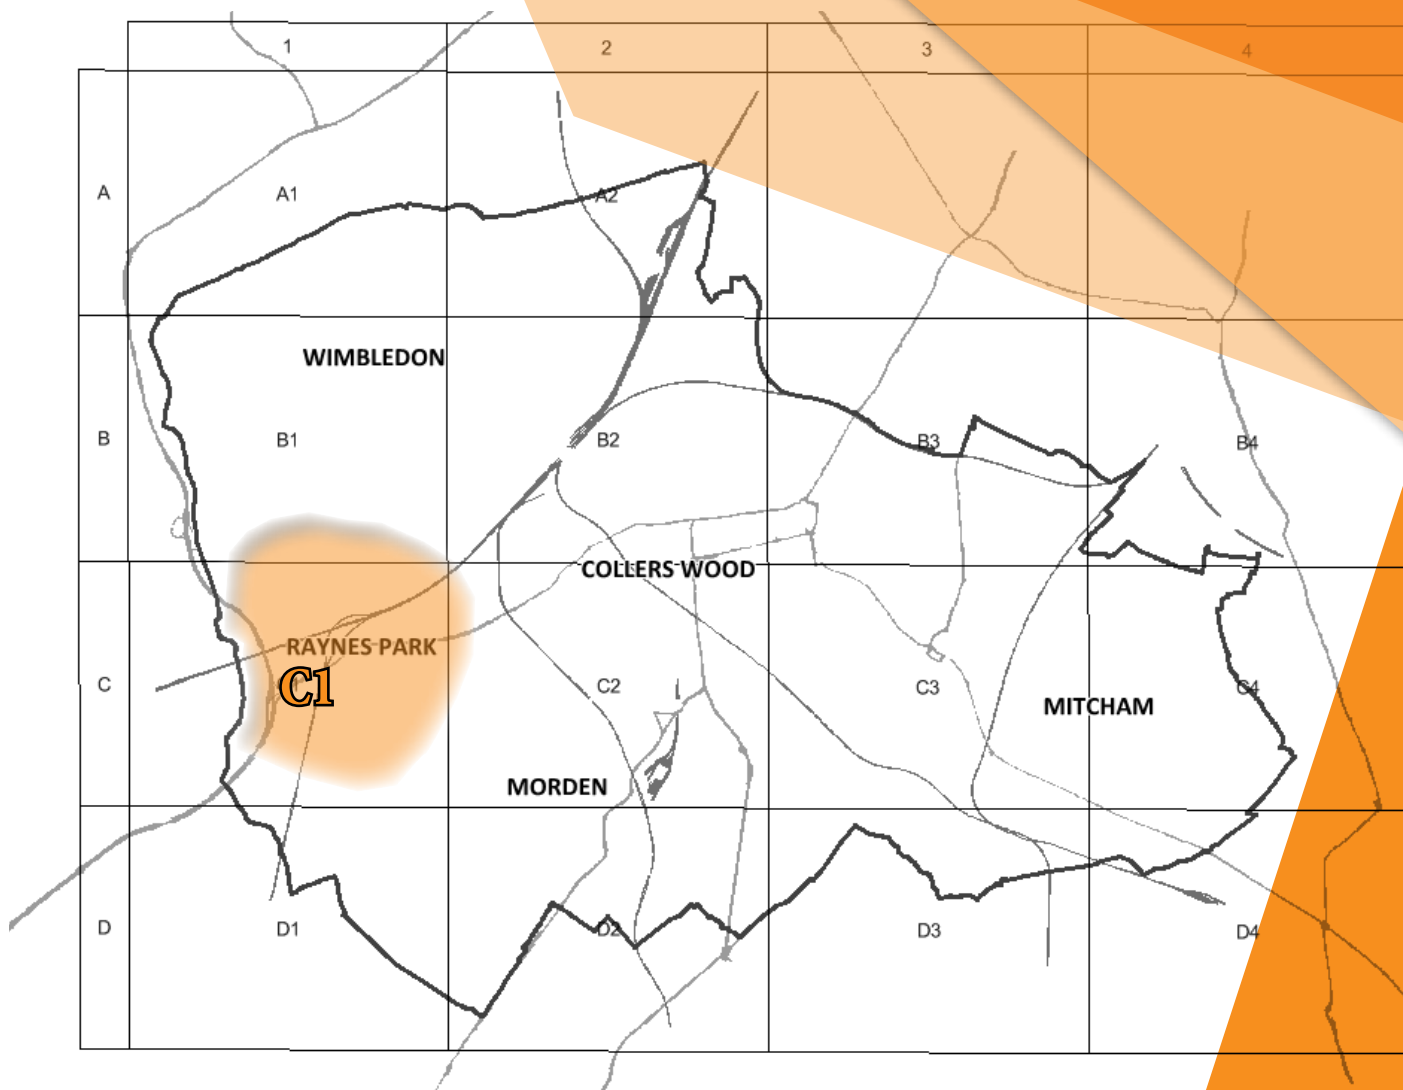 1
2
3
4
A
A1
A2
WIMBLEDON
B
B1
B2
B3
B4
COLLERS WOOD
RAYNES PARK
C
C1
C2
C3
C4
MITCHAM
MORDEN
D
D1
D2
D3
D4